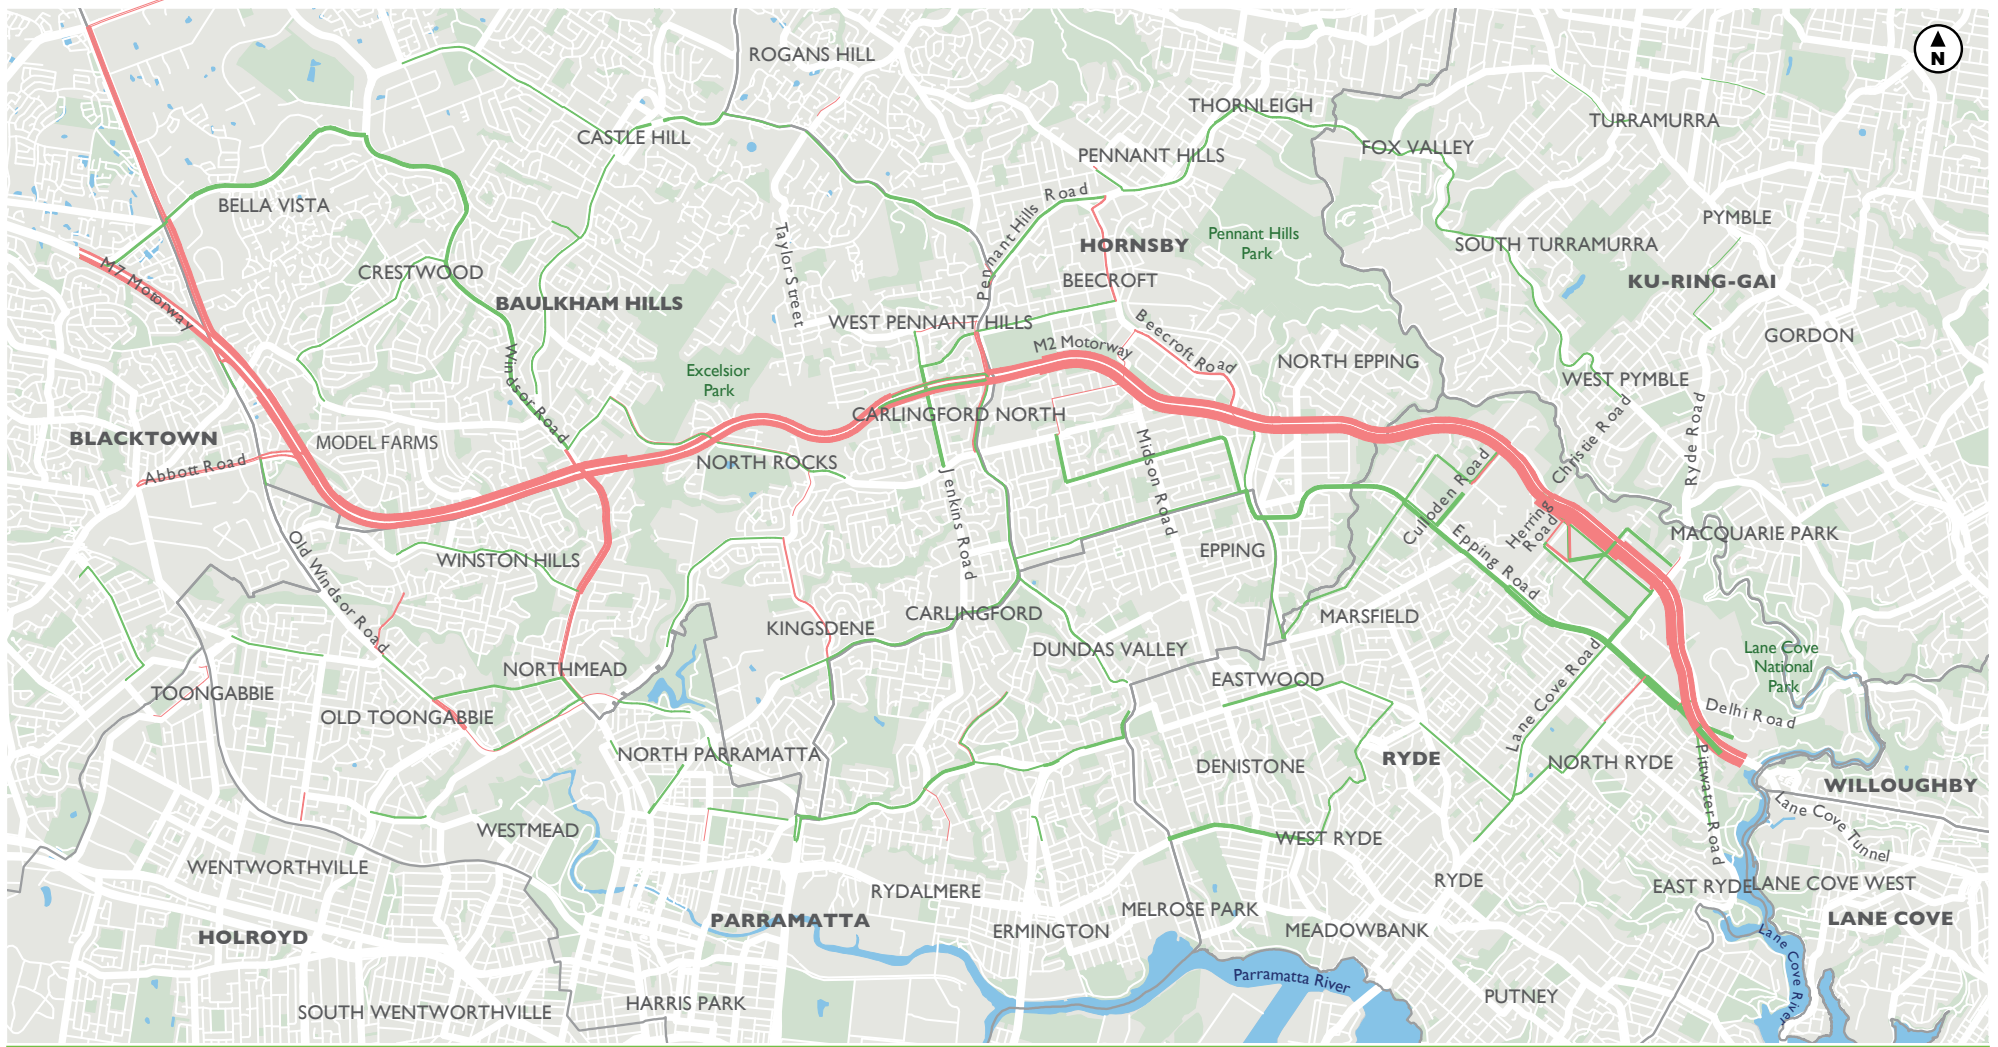 ROGANS HILL
N
THORNLEIGH
TURRAMURRA
CASTLE HILL
FOX VALLEY
PENNANT HILLS
BELLA VISTA
Pennant Hills Road
PYMBLE
Taylor Street
HORNSBY
Pennant Hills
Park
SOUTH TURRAMURRA
M7 Motorway
CRESTWOOD
BEECROFT
KU-RING-GAI
BAULKHAM HILLS
WEST PENNANT HILLS
Beecroft Road
GORDON
M2 Motorway
NORTH EPPING
Windsor Road
Excelsior
Park
WEST PYMBLE
CARLINGFORD NORTH
Christie Road
Ryde Road
BLACKTOWN
MODEL FARMS
Abbott Road
NORTH ROCKS
Jenkins Road
Midson Road
Culloden Road
Herring
Road
Epping Road
MACQUARIE PARK
Old Windsor Road
WINSTON HILLS
EPPING
CARLINGFORD
MARSFIELD
KINGSDENE
DUNDAS VALLEY
Lane Cove
National
Park
NORTHMEAD
EASTWOOD
TOONGABBIE
Lane Cove Road
Delhi Road
OLD TOONGABBIE
NORTH PARRAMATTA
DENISTONE
RYDE
NORTH RYDE
Pittwater Road
WILLOUGHBY
Lane Cove Tunnel
WESTMEAD
WEST RYDE
WENTWORTHVILLE
RYDALMERE
RYDE
EAST RYDE
LANE COVE WEST
PARRAMATTA
MELROSE PARK
LANE COVE
HOLROYD
ERMINGTON
MEADOWBANK
Lane Cove River
Parramatta River
SOUTH WENTWORTHVILLE
HARRIS PARK
PUTNEY